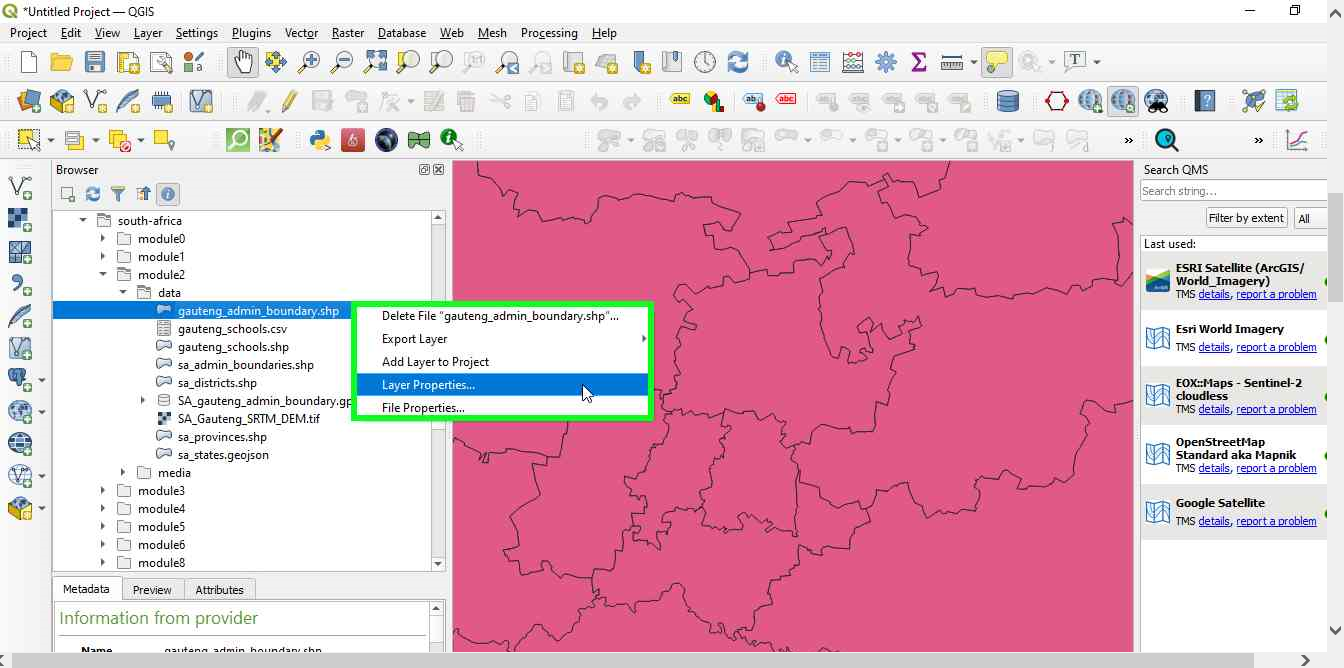 *Untitled Project — QGIS
Project Edit View Layer Settings Plugins Vector Raster Database Web Mesh Processing Help
Browser
south-africa
module0
module1
module2
data
gauteng_admin_boundary.shp
gauteng_schools.csv
gauteng_schools.shp
sa_admin_boundaries.shp
sa_districts.shp
SA_gauteng_admin_boundary.gp
SA_Gauteng_SRTM_DEM.tif
sa_provinces.shp
sa_states.geojson
media
module3
module4
module5
module6
module8
Metadata Preview Attributes
Information from provider
Name gauteng_admin_boundary.shp
Delete File "gauteng_admin_boundary.shp"...
Export Layer
Add Layer to Project
Layer Properties...
File Properties...
Search QMS
Search string...
Filter by extent All
Last used:
ESRI Satellite (ArcGIS/
World_Imagery)
TMS details, report a problem
Esri World Imagery
TMS details, report a problem
EOX::Maps - Sentinel-2
cloudless
TMS details, report a problem
OpenStreetMap
Standard aka Mapnik
TMS details, report a problem
Google Satellite
TMS details, report a problem